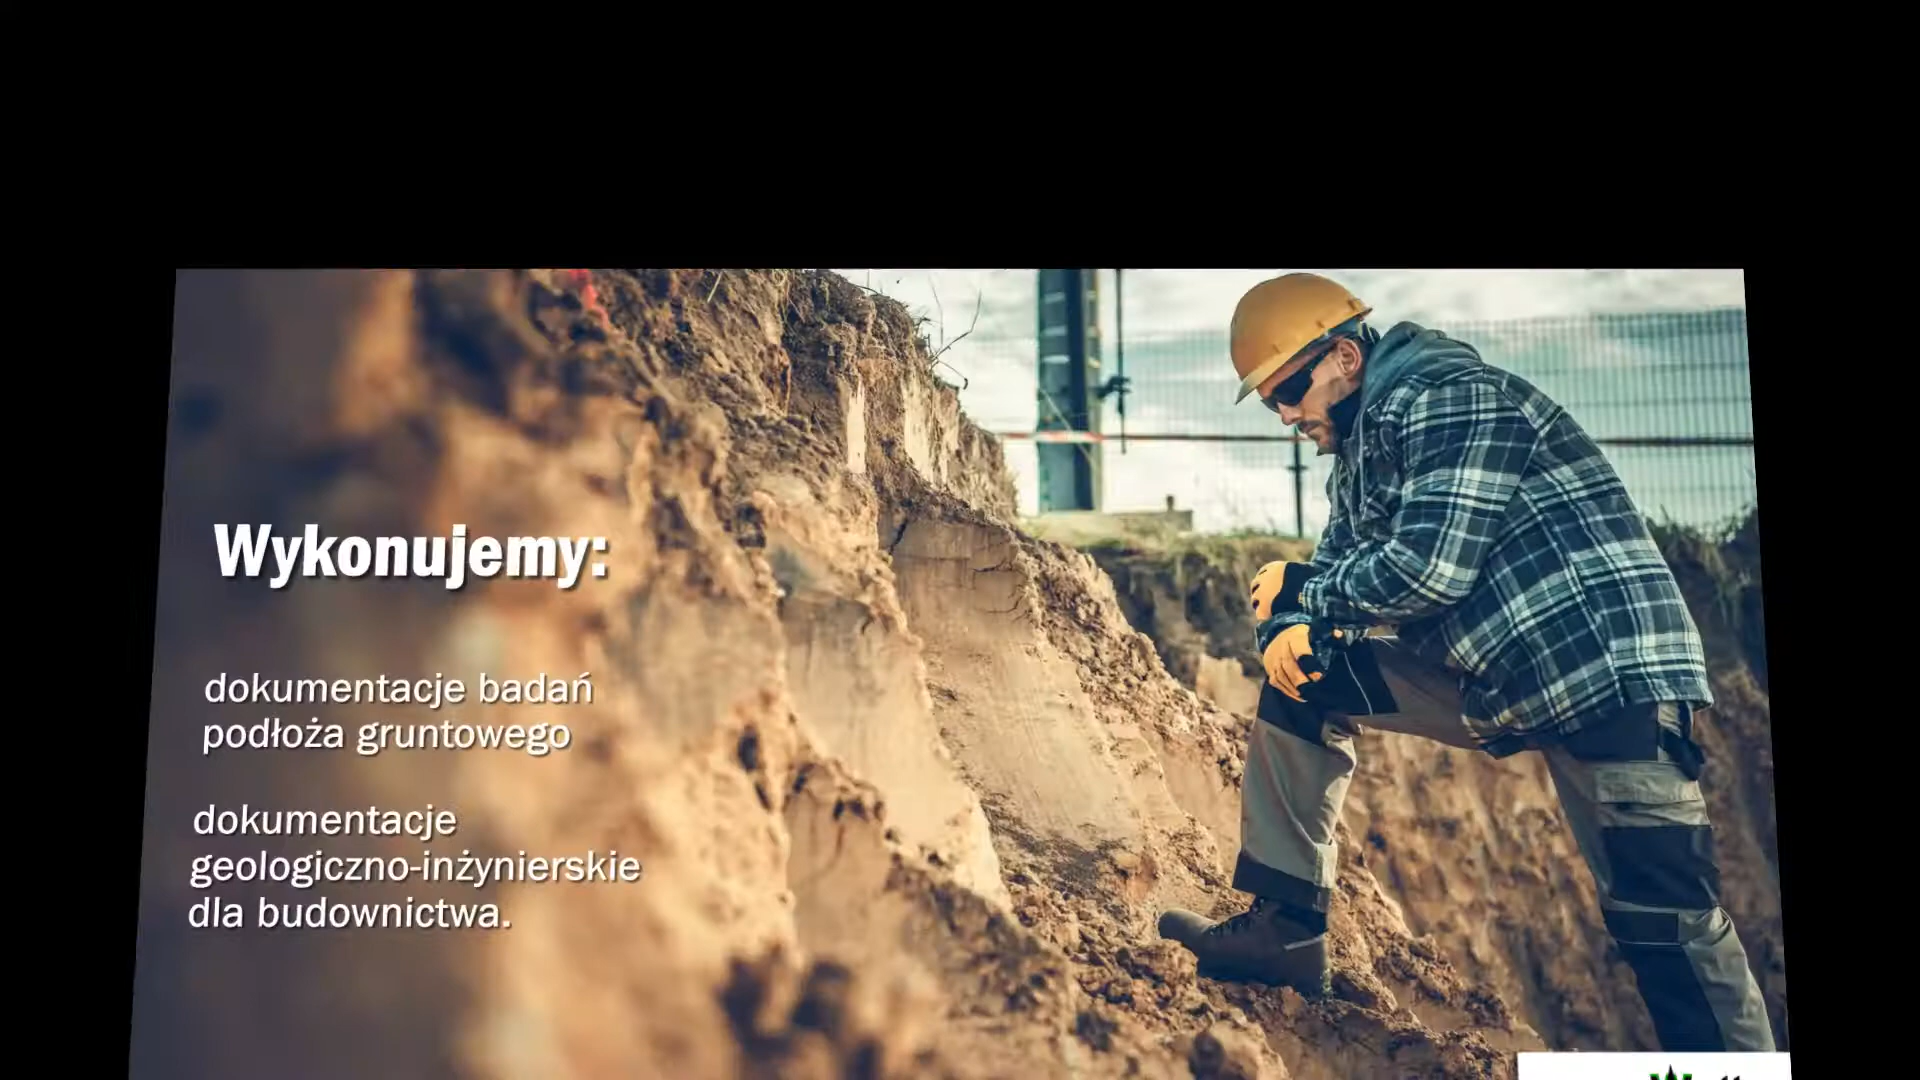 Wykonujemy:
dokumentacje badań
podłoża gruntowego
dokumentacje
geologiczno-inżynierskie
dla budownictwa.